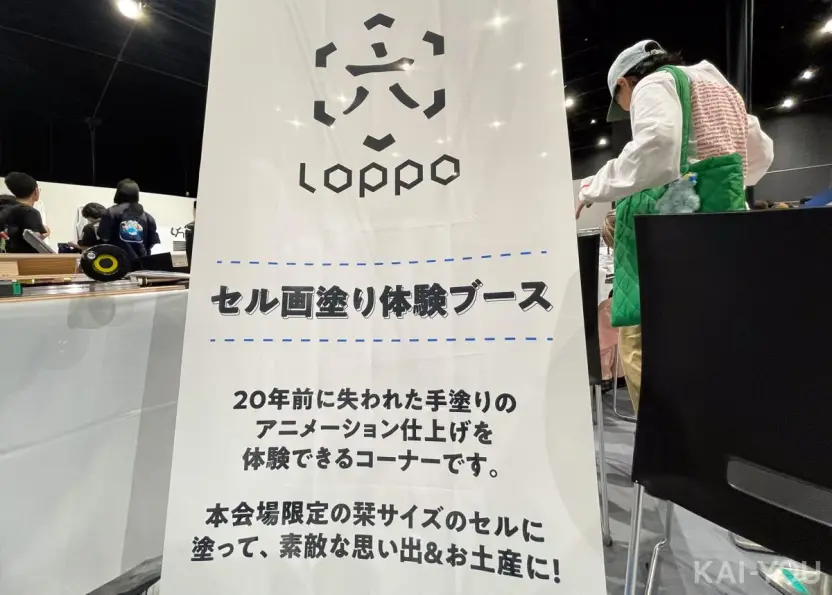 六
Loppo
セル画塗り体験ブース
20年前に失われた手塗りの
アニメーション仕上げを
体験できるコーナーです。
本会場限定の栞サイズのセルに
塗って、素敵な思い出&お土産に!
KAI-YOU